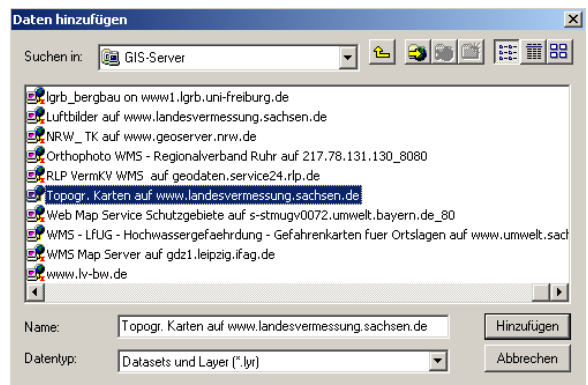 Daten hinzufügen
Suchen in: GIS-Server
lgrb_bergbau on www1.lgrb.uni-freiburg.de
Luftbilder auf www.landesvermessung.sachsen.de
NRW_ TK auf www.geoserver.nrw.de
Orthophoto WMS - Regionalverband Ruhr auf 217.78.131.130_8080
RLP VermKV WMS auf geodaten.service24.rlp.de
Topogr. Karten auf www.landesvermessung.sachsen.de
Web Map Service Schutzgebiete auf s-stmugv0072.umwelt.bayern.de_80
WMS - LfUG - Hochwassergefaehrdung - Gefahrenkarten fuer Ortslagen auf www.umwelt.sach
WMS Map Server auf gdz1.leipzig.ifag.de
www.lv-bw.de
Name: Topogr. Karten auf www.landesvermessung.sachsen.de Hinzufügen
Datentyp: Datasets und Layer (*.lyr) Abbrechen